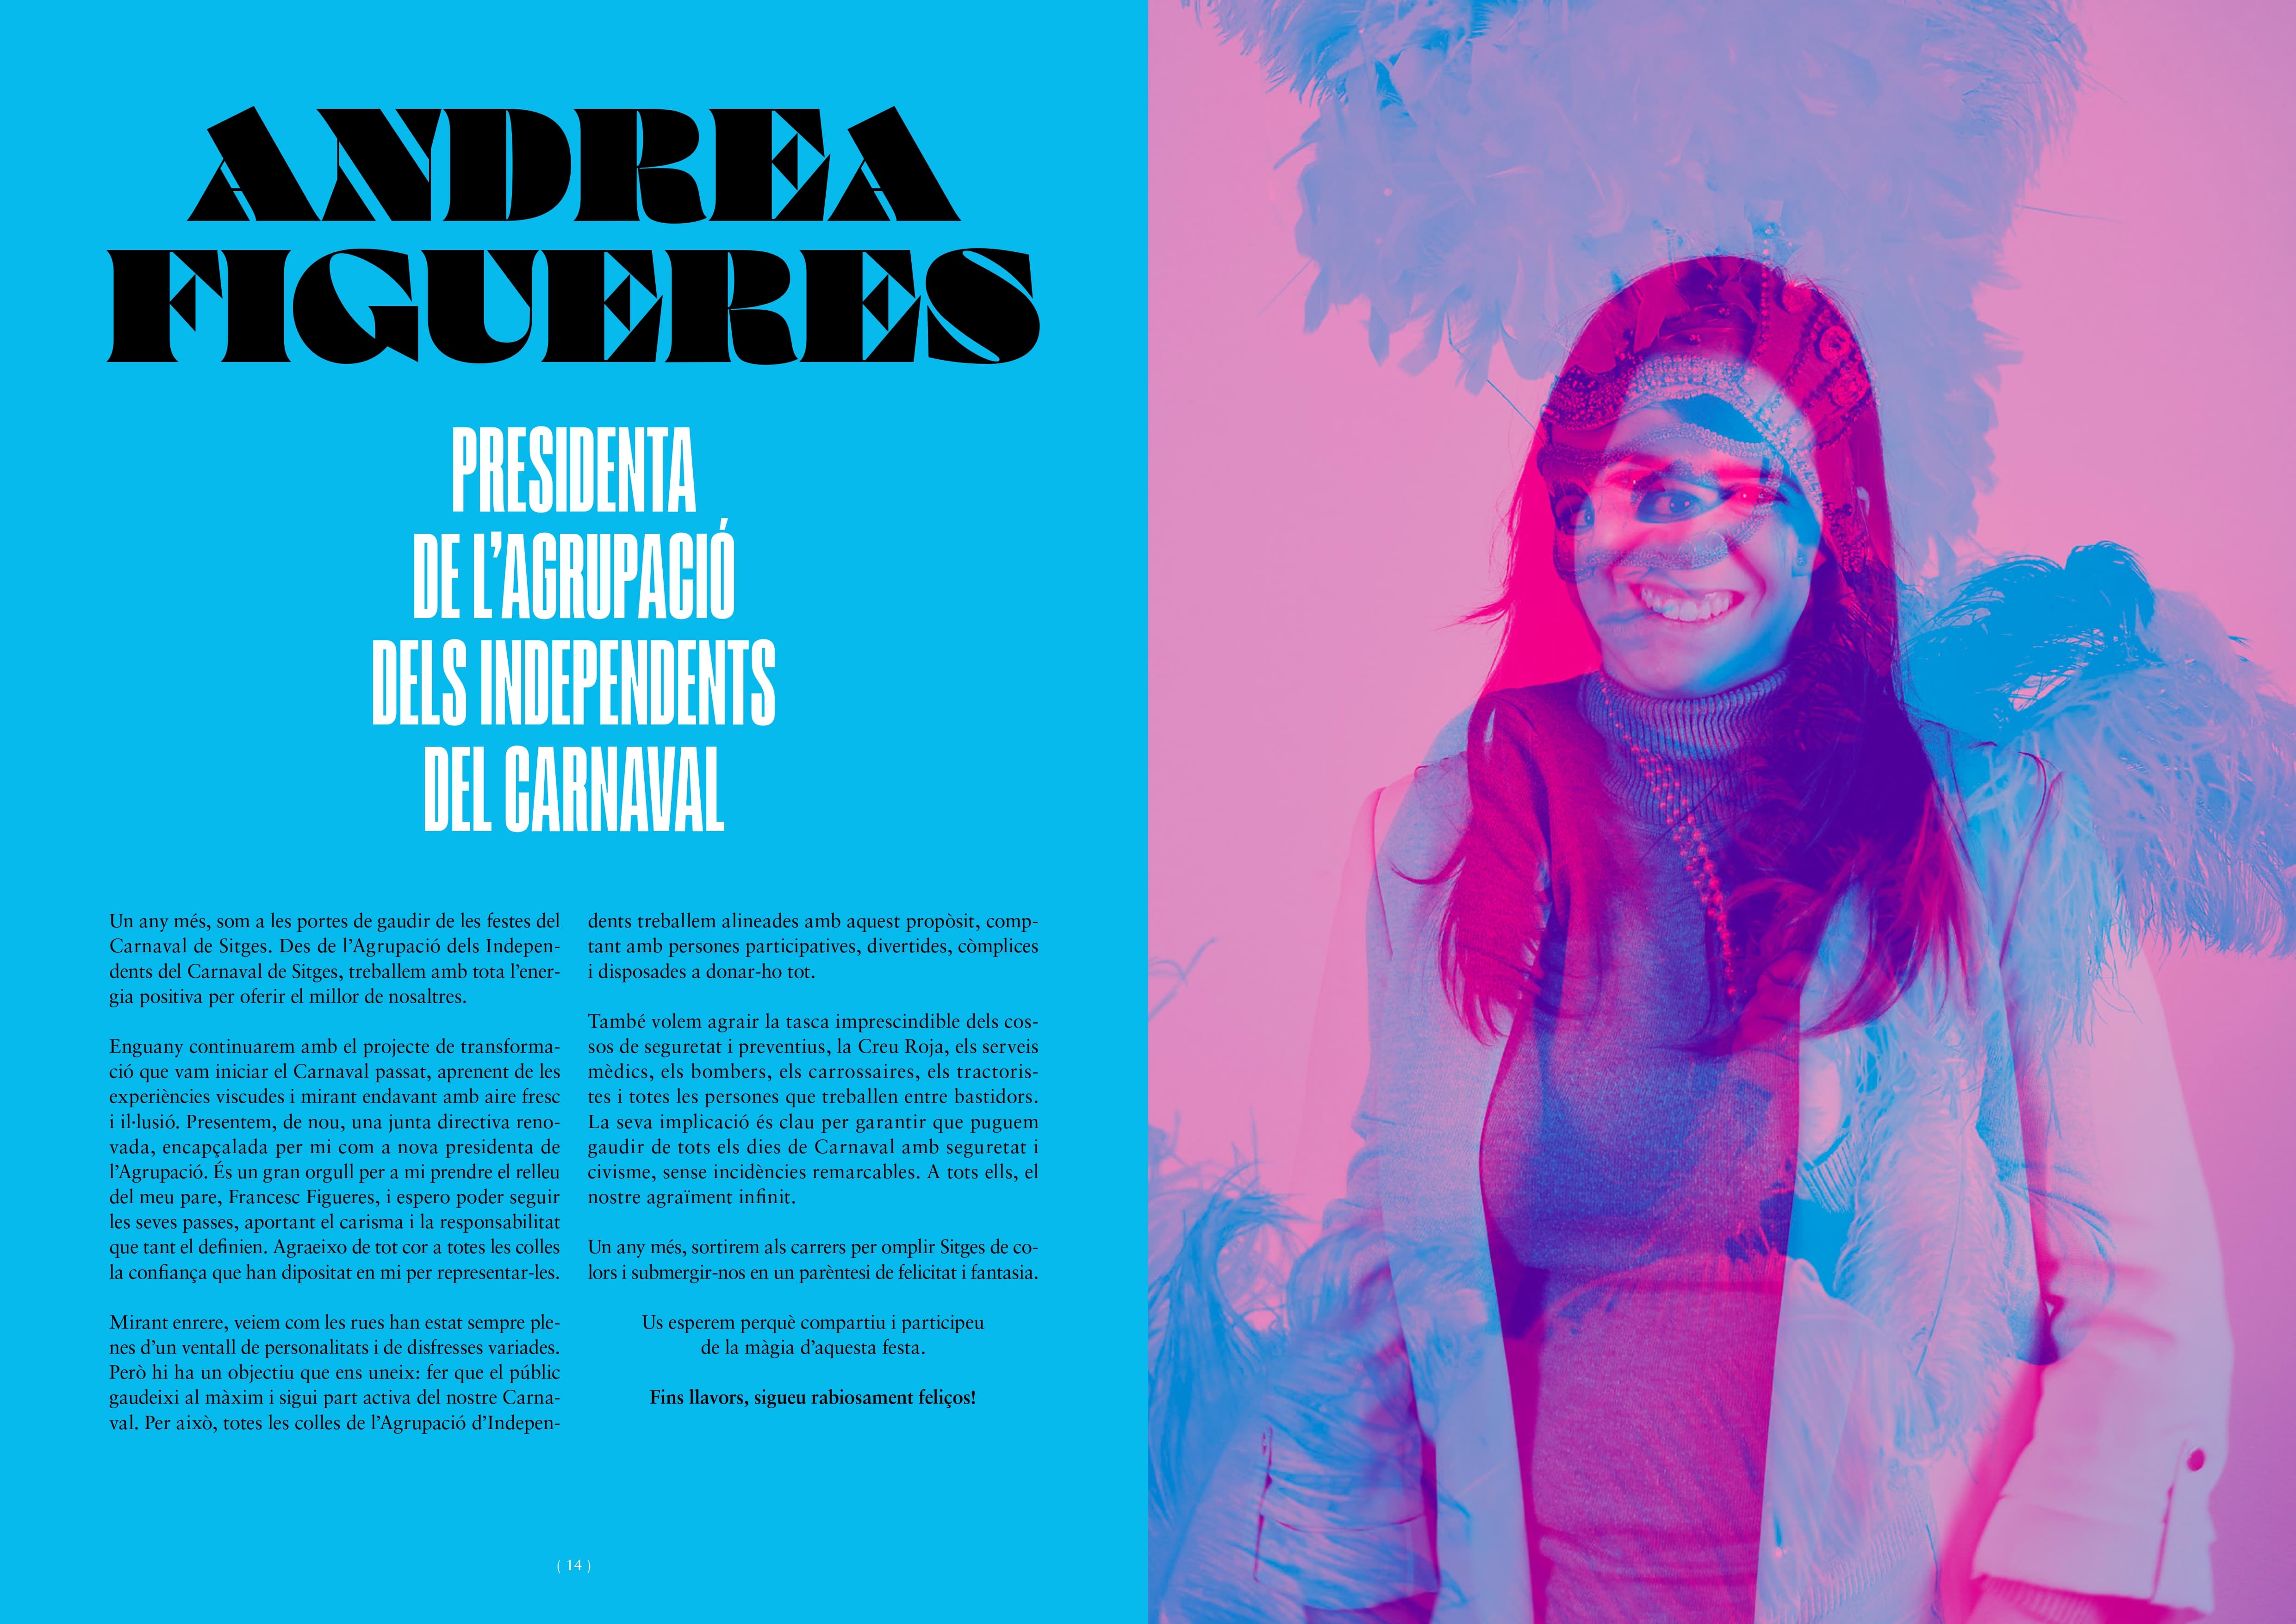 ANDREA
FIGUERES
PRESIDENTA
DE L’AGRUPACIÓ
DELS INDEPENDENTS
DEL CARNAVAL
Un any més, som a les portes de gaudir de les festes del
Carnaval de Sitges. Des de l’Agrupació dels Indepen-
dents del Carnaval de Sitges, treballem amb tota l’ener-
gia positiva per oferir el millor de nosaltres.
Enguany continuarem amb el projecte de transforma-
ció que vam iniciar el Carnaval passat, aprenent de les
experiències viscudes i mirant endavant amb aire fresc
i il·lusió. Presentem, de nou, una junta directiva reno-
vada, encapçalada per mi com a nova presidenta de
l’Agrupació. És un gran orgull per a mi prendre el relleu
del meu pare, Francesc Figueres, i espero poder seguir
les seves passes, aportant el carisma i la responsabilitat
que tant el definien. Agraeixo de tot cor a totes les colles
la confiança que han dipositat en mi per representar-les.
Mirant enrere, veiem com les rues han estat sempre ple-
nes d’un ventall de personalitats i de disfresses variades.
Però hi ha un objectiu que ens uneix: fer que el públic
gaudeixi al màxim i sigui part activa del nostre Carna-
val. Per això, totes les colles de l’Agrupació d’Indepen-
dents treballem alineades amb aquest propòsit, comp-
tant amb persones participatives, divertides, còmplices
i disposades a donar-ho tot.
També volem agrair la tasca imprescindible dels cos-
sos de seguretat i preventius, la Creu Roja, els serveis
mèdics, els bombers, els carrossaires, els tractoris-
tes i totes les persones que treballen entre bastidors.
La seva implicació és clau per garantir que puguem
gaudir de tots els dies de Carnaval amb seguretat i
civisme, sense incidències remarcables. A tots ells, el
nostre agraïment infinit.
Un any més, sortirem als carrers per omplir Sitges de co-
lors i submergir-nos en un parèntesi de felicitat i fantasia.
Us esperem perquè compartiu i participeu
de la màgia d’aquesta festa.
Fins llavors, sigueu rabiosament feliços!
( 14 )